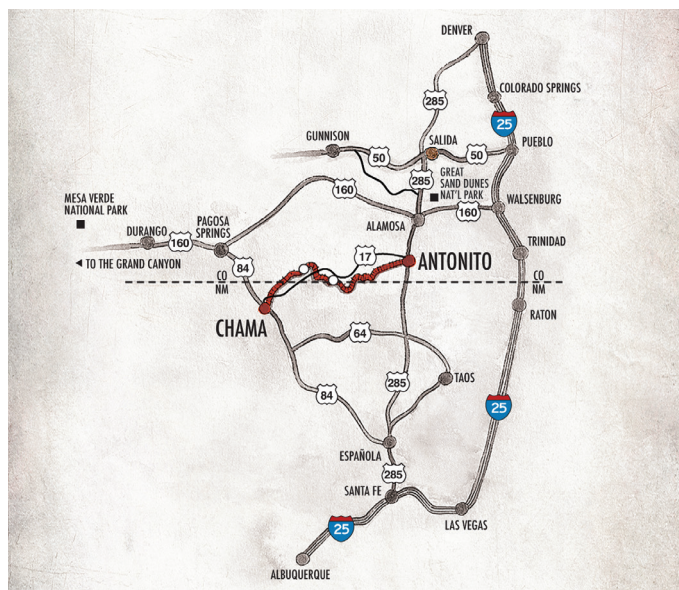 DENVER
285
COLORADO SPRINGS
25
GUNNISON
50
SALIDA
50
PUEBLO
285
GREAT
SAND DUNES
NAT'L PARK
160
MESA VERDE
NATIONAL PARK
ALAMOSA
160
WALSENBURG
DURANGO
160
PAGOSA
SPRINGS
TRINIDAD
TO THE GRAND CANYON
84
17
ANTONITO
CO
NM
CO
NM
CHAMA
RATON
64
TAOS
285
84
25
ESPAÑOLA
285
SANTA FE
25
LAS VEGAS
ALBUQUERQUE